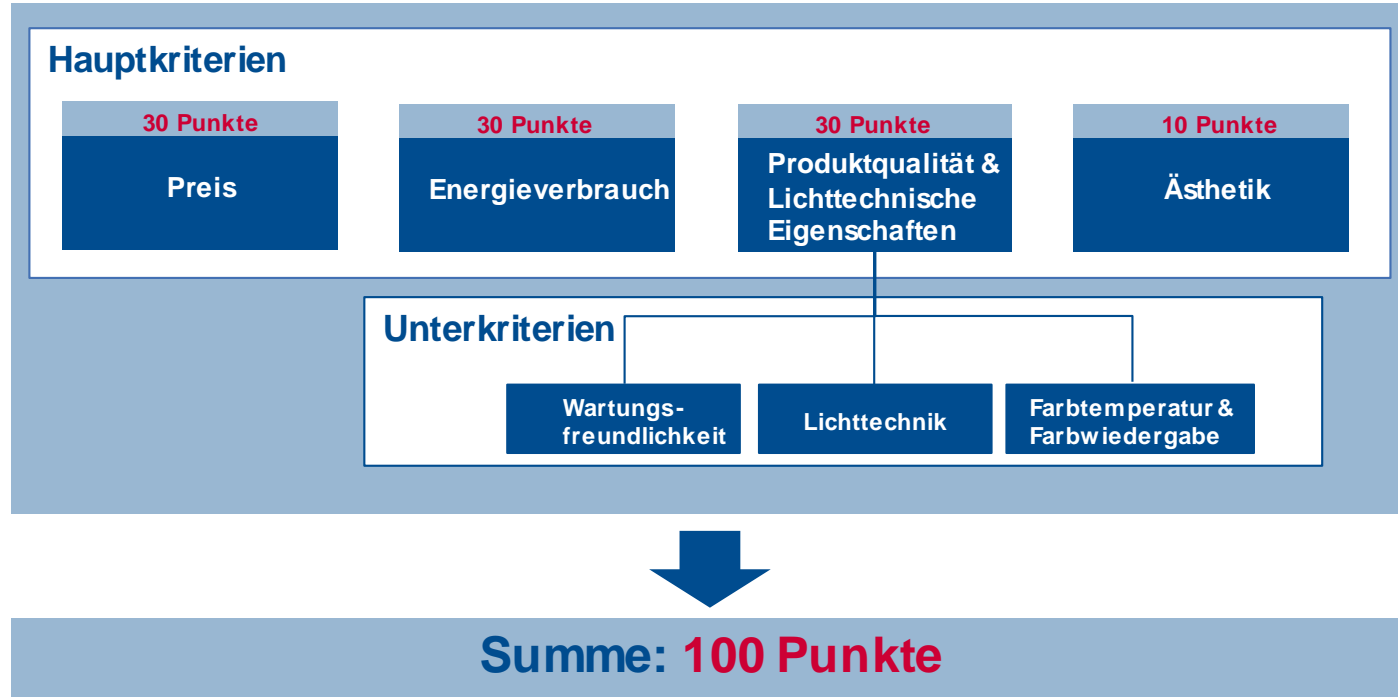 Hauptkriterien
30 Punkte
Preis
30 Punkte
Energieverbrauch
30 Punkte
Produktqualität &
Lichttechnische
Eigenschaften
10 Punkte
Ästhetik
Unterkriterien
Wartungs-
freundlichkeit
Lichttechnik
Farbtemperatur &
Farbwiedergabe
Summe: 100 Punkte